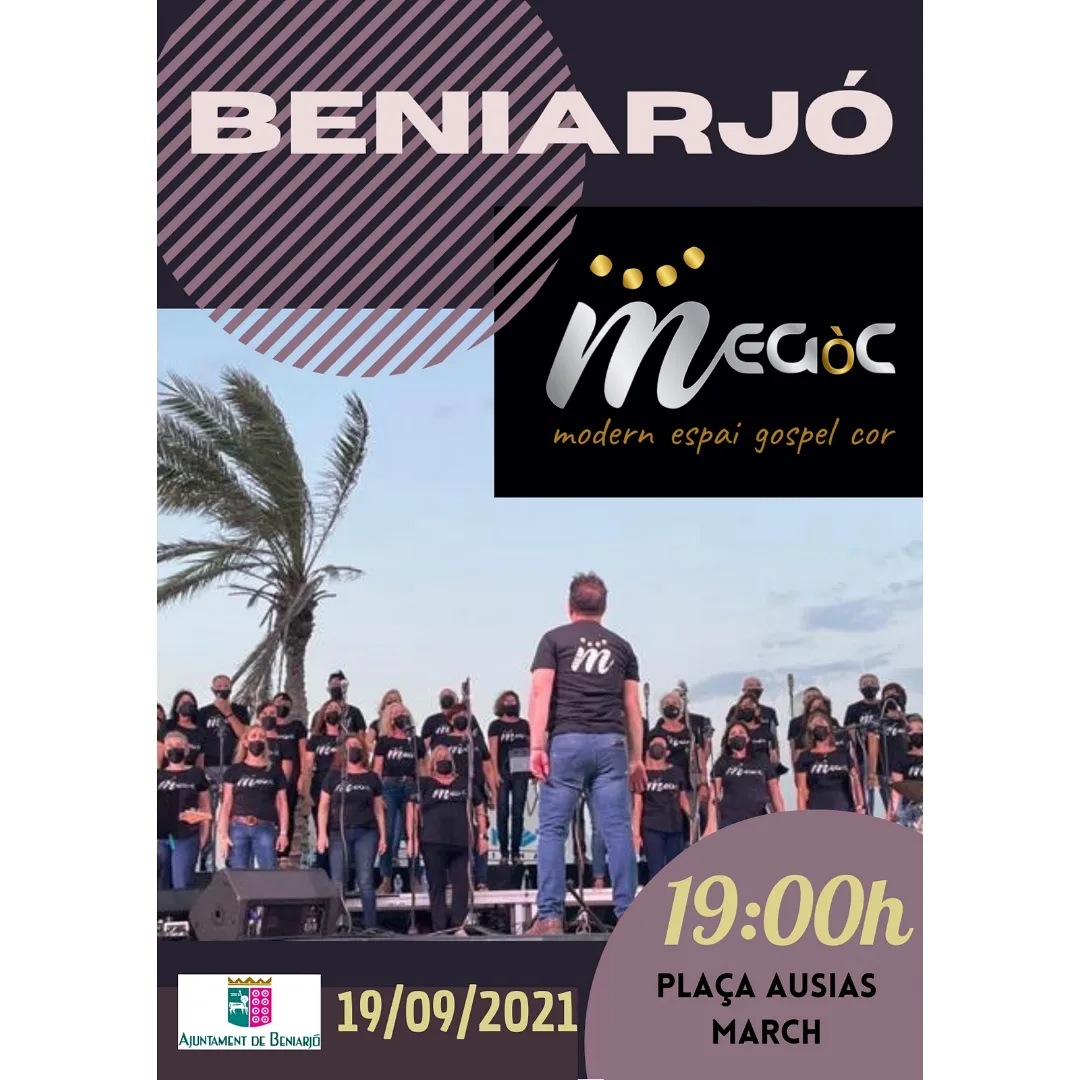 BENIARJÓ
MEGÒC
modern espai gospel cor
m
19:00h
PLAÇA AUSIAS
MARCH
19/09/2021
AJUNTAMENT DE BENIARJÓ